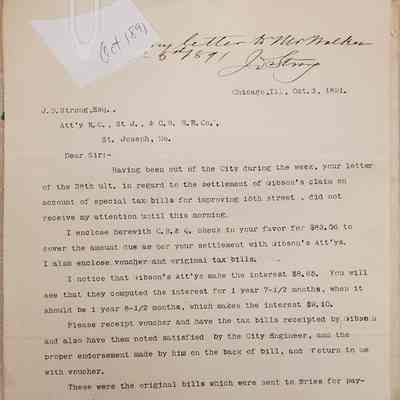 Oct 1891
my letter to Mr Walker
6th 1891
J.D. Strong
Chicago, Ill., Oct. 3, 1891.
J.D. Strong, Esq.,
Att'y K.C., St J., & C.B. R.R.Co.,
St. Joseph, Mo.
Dear Sir:-
Having been out of the City during the week, your letter
of the 28th ult. in regard to the settlement of Gibson's claim on
account of special tax bills for improving 10th street, did not
receive my attention until this morning.
I enclose herewith C.B.& Q. check in your favor for to
cover the amount due as per your settlement with Gibson's Att'ys.
I also enclose voucher and original tax bills.
I notice that Gibson's Att'ys make the interest $8.65. You will
see that they computed the interest for 1 year 7-1/2 months, when it
should be 1 year 8-1/2 months, which makes the interest $9.10.
Please receipt voucher and have the tax bills receipted by Gibson
and also have them noted satisfied by the City Engineer, and the
proper endorsement made by him on the back of bill, and return to me
with voucher.
These were the original bills which were sent to Bries for pay-